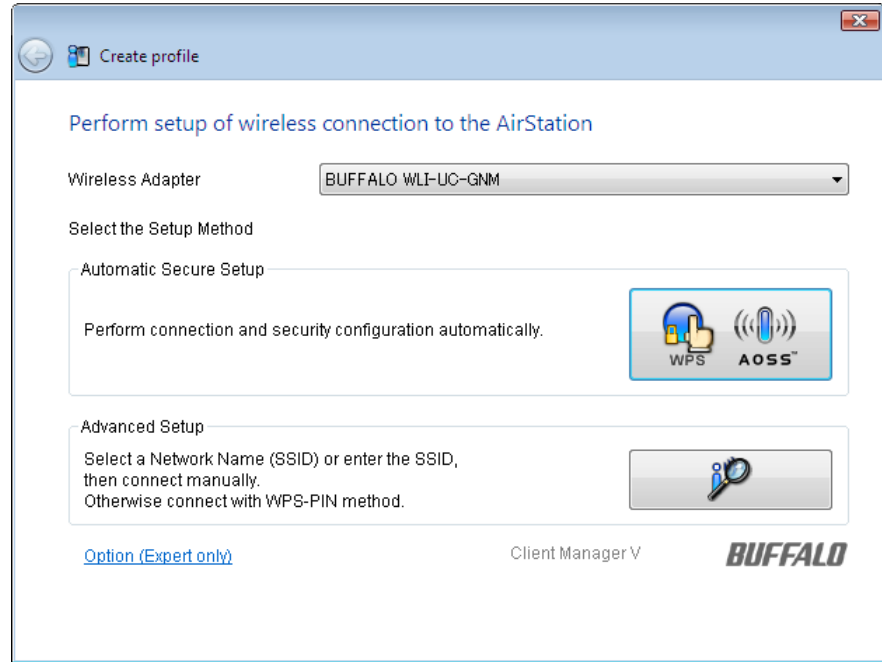 Create profile
Perform setup of wireless connection to the AirStation
Wireless Adapter
BUFFALO WLI-UC-GNM
Select the Setup Method
Automatic Secure Setup
Perform connection and security configuration automatically.
WPS AOSS™
Advanced Setup
Select a Network Name (SSID) or enter the SSID,
then connect manually.
Otherwise connect with WPS-PIN method.
Option (Expert only)
Client Manager V
BUFFALO